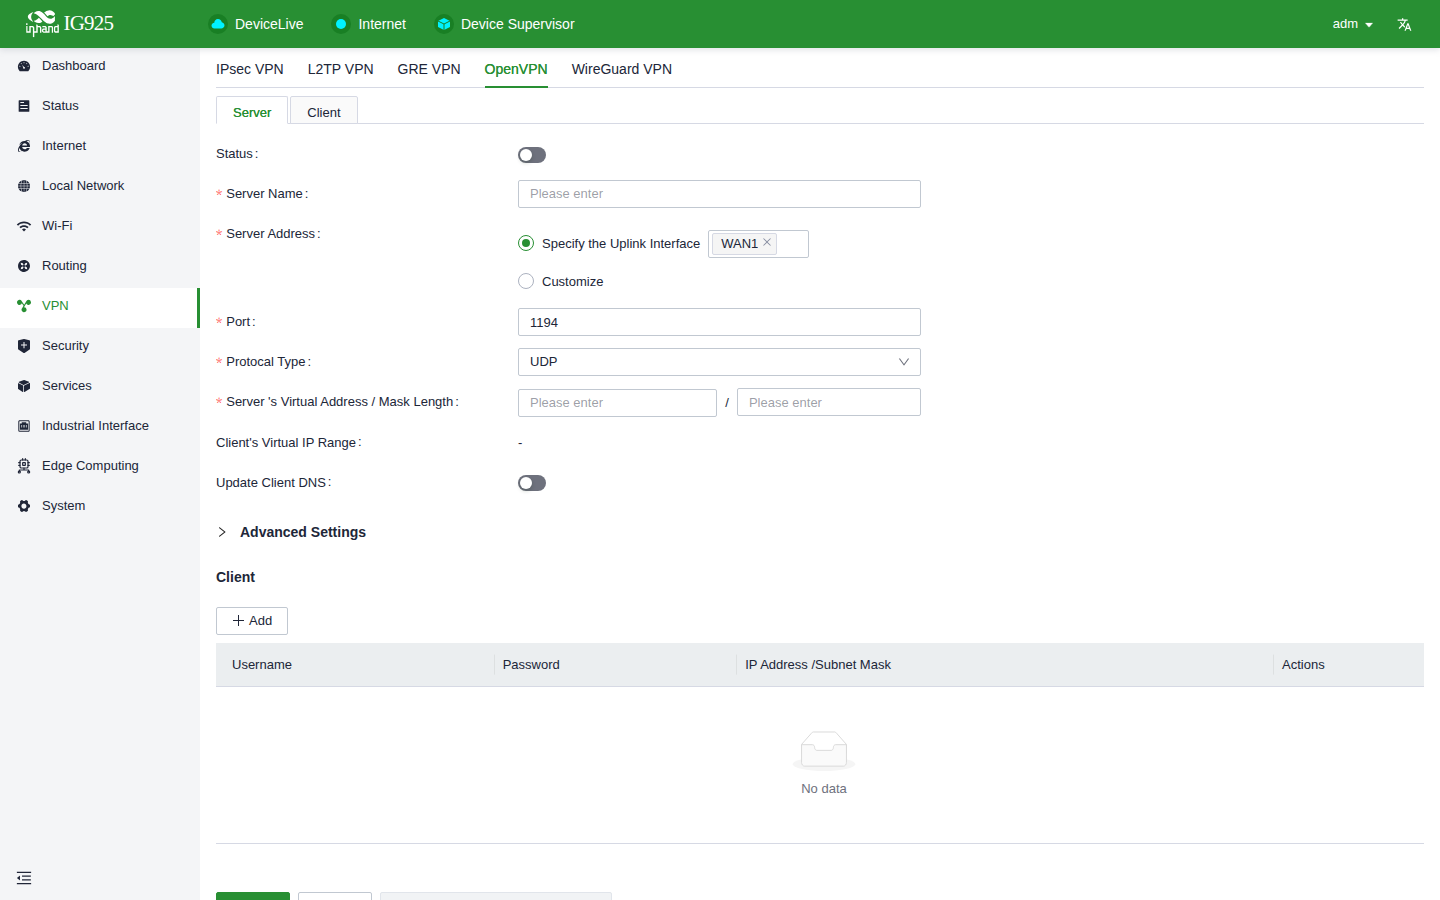 inhand IG925
DeviceLive Internet Device Supervisor
adm
Dashboard
Status
Internet
Local Network
Wi-Fi
Routing
VPN
Security
Services
Industrial Interface
Edge Computing
System
IPsec VPN L2TP VPN GRE VPN OpenVPN WireGuard VPN
Server Client
Status:
* Server Name: Please enter
* Server Address: Specify the Uplink Interface WAN1
Customize
* Port: 1194
* Protocal Type: UDP
* Server 's Virtual Address / Mask Length: Please enter / Please enter
Client's Virtual IP Range: -
Update Client DNS:
Advanced Settings
Client
Add
Username Password IP Address /Subnet Mask Actions
No data